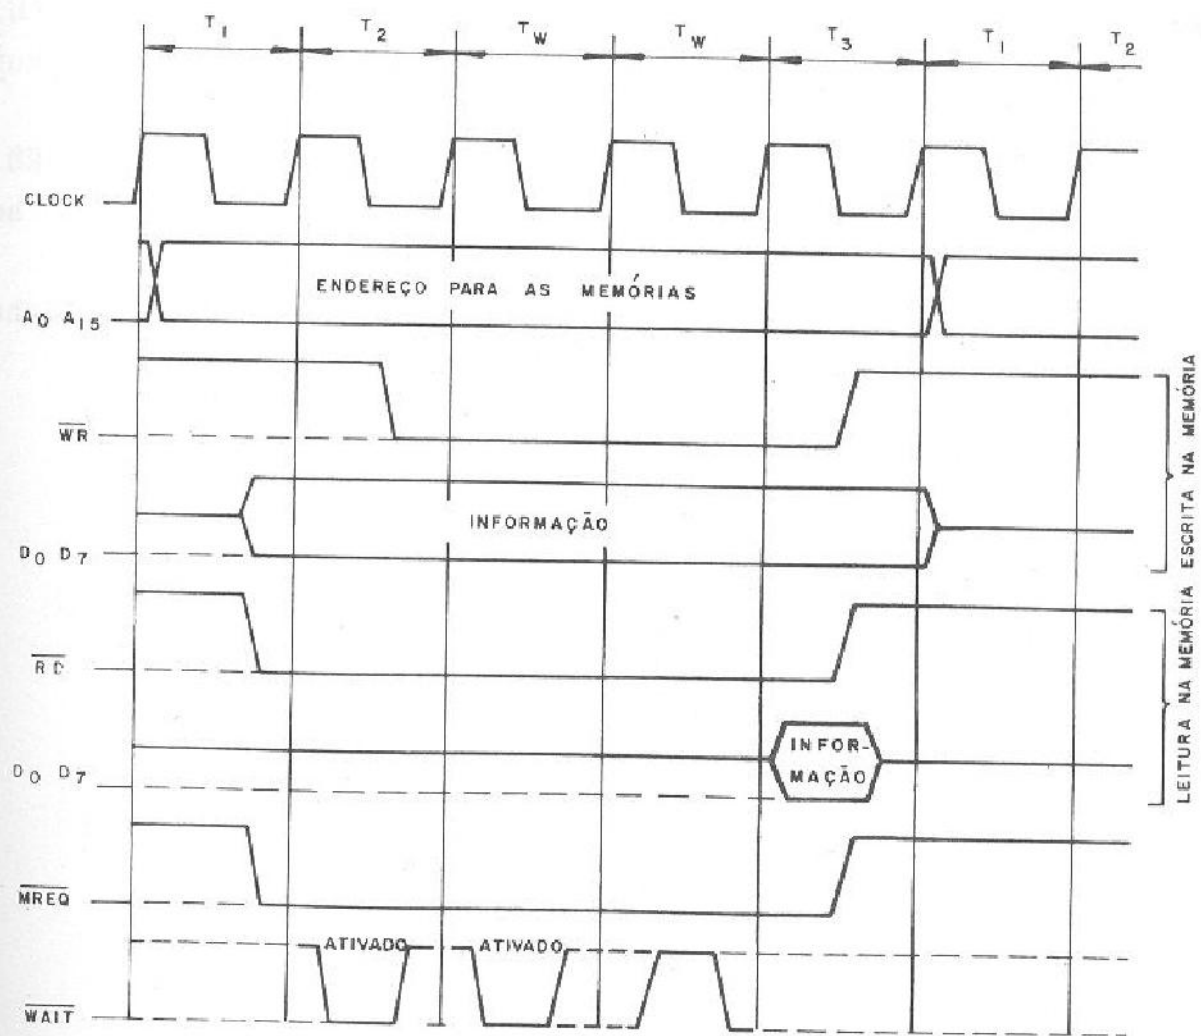 T1 T2 TW TW T3 T1 T2
CLOCK
ENDEREÇO PARA AS MEMÓRIAS
A0 A15
WR
INFORMAÇÃO
D0 D7
RD
INFOR-
MAÇÃO
D0 D7
MREQ
ATIVADO ATIVADO
WAIT
ESCRITA NA MEMÓRIA
LEITURA NA MEMÓRIA